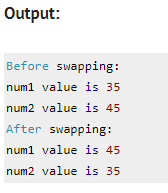 Output:
Before swapping:
num1 value is 35
num2 value is 45
After swapping:
num1 value is 45
num2 value is 35